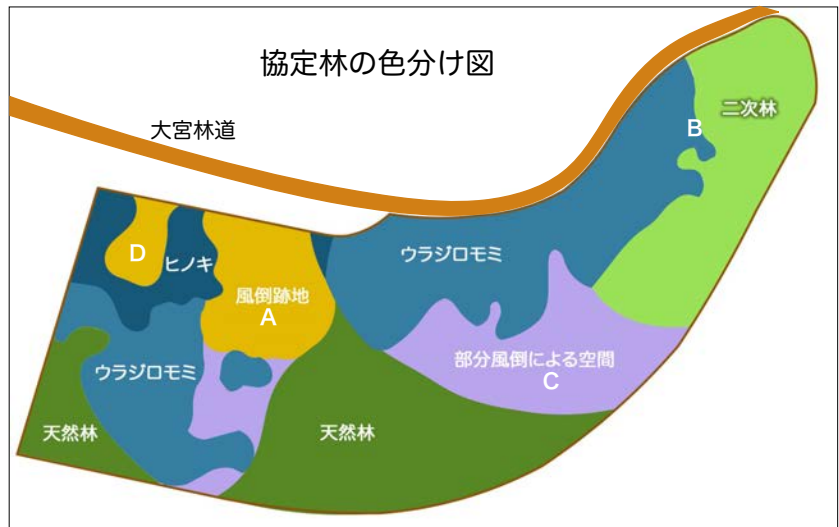 協定林の色分け図
大宮林道
二次林
B
D
ヒノキ
ウラジロモミ
風倒跡地
A
部分風倒による空間
C
ウラジロモミ
天然林
天然林